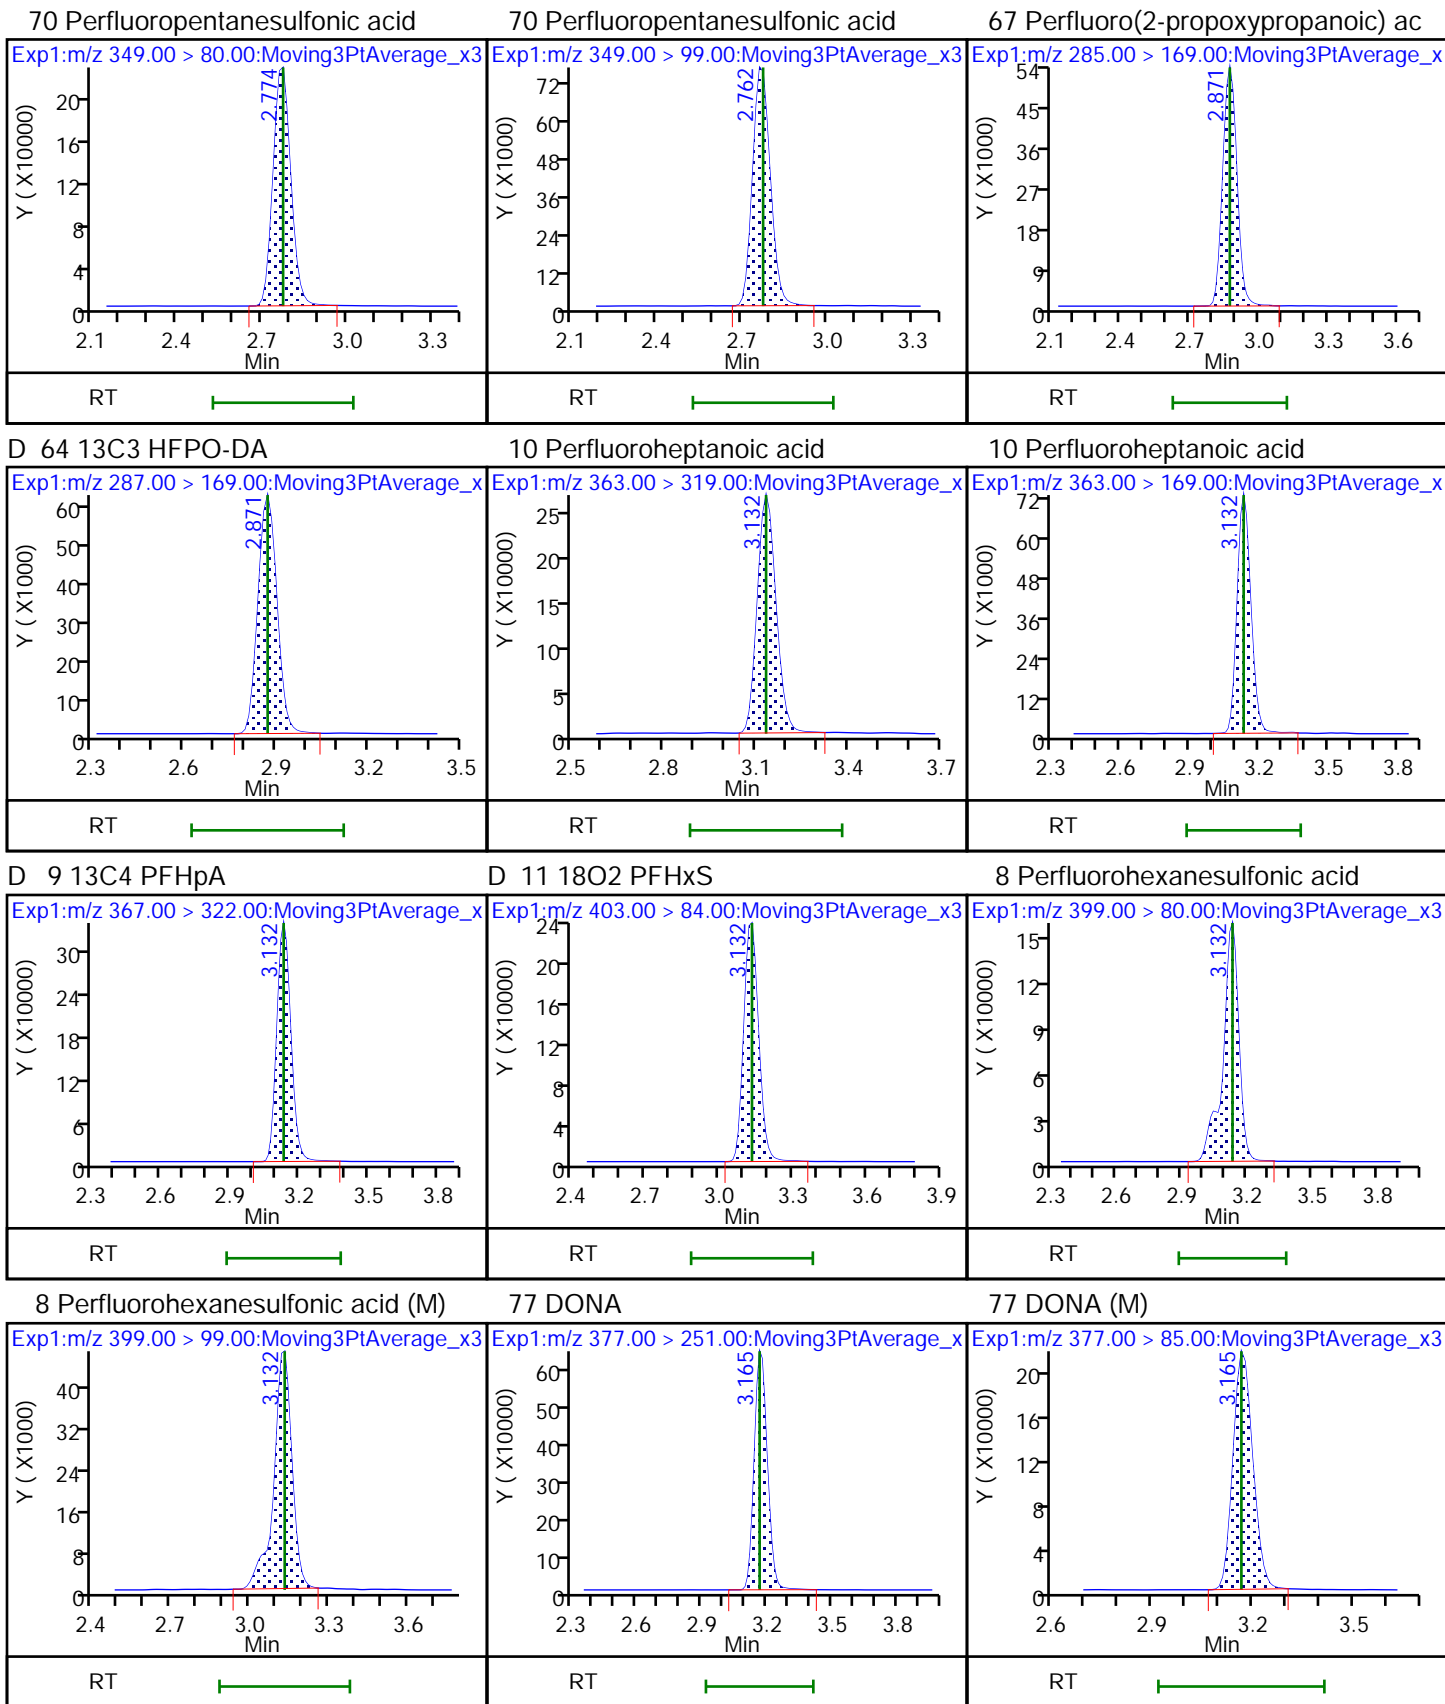 70 Perfluoropentanesulfonic acid
Exp1:m/z 349.00 > 80.00:Moving3PtAverage_x3
2.774
Y ( X10000)
20
16
12
8
4
0
2.1 2.4 2.7 3.0 3.3
Min
RT
70 Perfluoropentanesulfonic acid
Exp1:m/z 349.00 > 99.00:Moving3PtAverage_x3
2.762
Y ( X1000)
72
60
48
36
24
12
0
2.1 2.4 2.7 3.0 3.3
Min
RT
67 Perfluoro(2-propoxypropanoic) ac
Exp1:m/z 285.00 > 169.00:Moving3PtAverage_x
2.871
Y ( X1000)
54
45
36
27
18
9
0
2.1 2.4 2.7 3.0 3.3 3.6
Min
RT
D 64 13C3 HFPO-DA
Exp1:m/z 287.00 > 169.00:Moving3PtAverage_x
2.871
Y ( X1000)
60
50
40
30
20
10
0
2.3 2.6 2.9 3.2 3.5
Min
RT
10 Perfluoroheptanoic acid
Exp1:m/z 363.00 > 319.00:Moving3PtAverage_x
3.132
Y ( X10000)
25
20
15
10
5
0
2.5 2.8 3.1 3.4 3.7
Min
RT
10 Perfluoroheptanoic acid
Exp1:m/z 363.00 > 169.00:Moving3PtAverage_x
3.132
Y ( X1000)
72
60
48
36
24
12
0
2.3 2.6 2.9 3.2 3.5 3.8
Min
RT
D 9 13C4 PFHpA
Exp1:m/z 367.00 > 322.00:Moving3PtAverage_x
3.132
Y ( X10000)
30
24
18
12
6
0
2.3 2.6 2.9 3.2 3.5 3.8
Min
RT
D 11 18O2 PFHxS
Exp1:m/z 403.00 > 84.00:Moving3PtAverage_x3
3.132
Y ( X10000)
24
20
16
12
8
4
0
2.4 2.7 3.0 3.3 3.6 3.9
Min
RT
8 Perfluorohexanesulfonic acid
Exp1:m/z 399.00 > 80.00:Moving3PtAverage_x3
3.132
Y ( X10000)
15
12
9
6
3
0
2.3 2.6 2.9 3.2 3.5 3.8
Min
RT
8 Perfluorohexanesulfonic acid (M)
Exp1:m/z 399.00 > 99.00:Moving3PtAverage_x3
3.132
Y ( X10000)
40
32
24
16
8
0
2.4 2.7 3.0 3.3 3.6
Min
RT
77 DONA
Exp1:m/z 377.00 > 251.00:Moving3PtAverage_x
3.165
Y ( X10000)
60
50
40
30
20
10
0
2.3 2.6 2.9 3.2 3.5 3.8
Min
RT
77 DONA (M)
Exp1:m/z 377.00 > 85.00:Moving3PtAverage_x3
3.165
Y ( X10000)
20
16
12
8
4
0
2.6 2.9 3.2 3.5
Min
RT